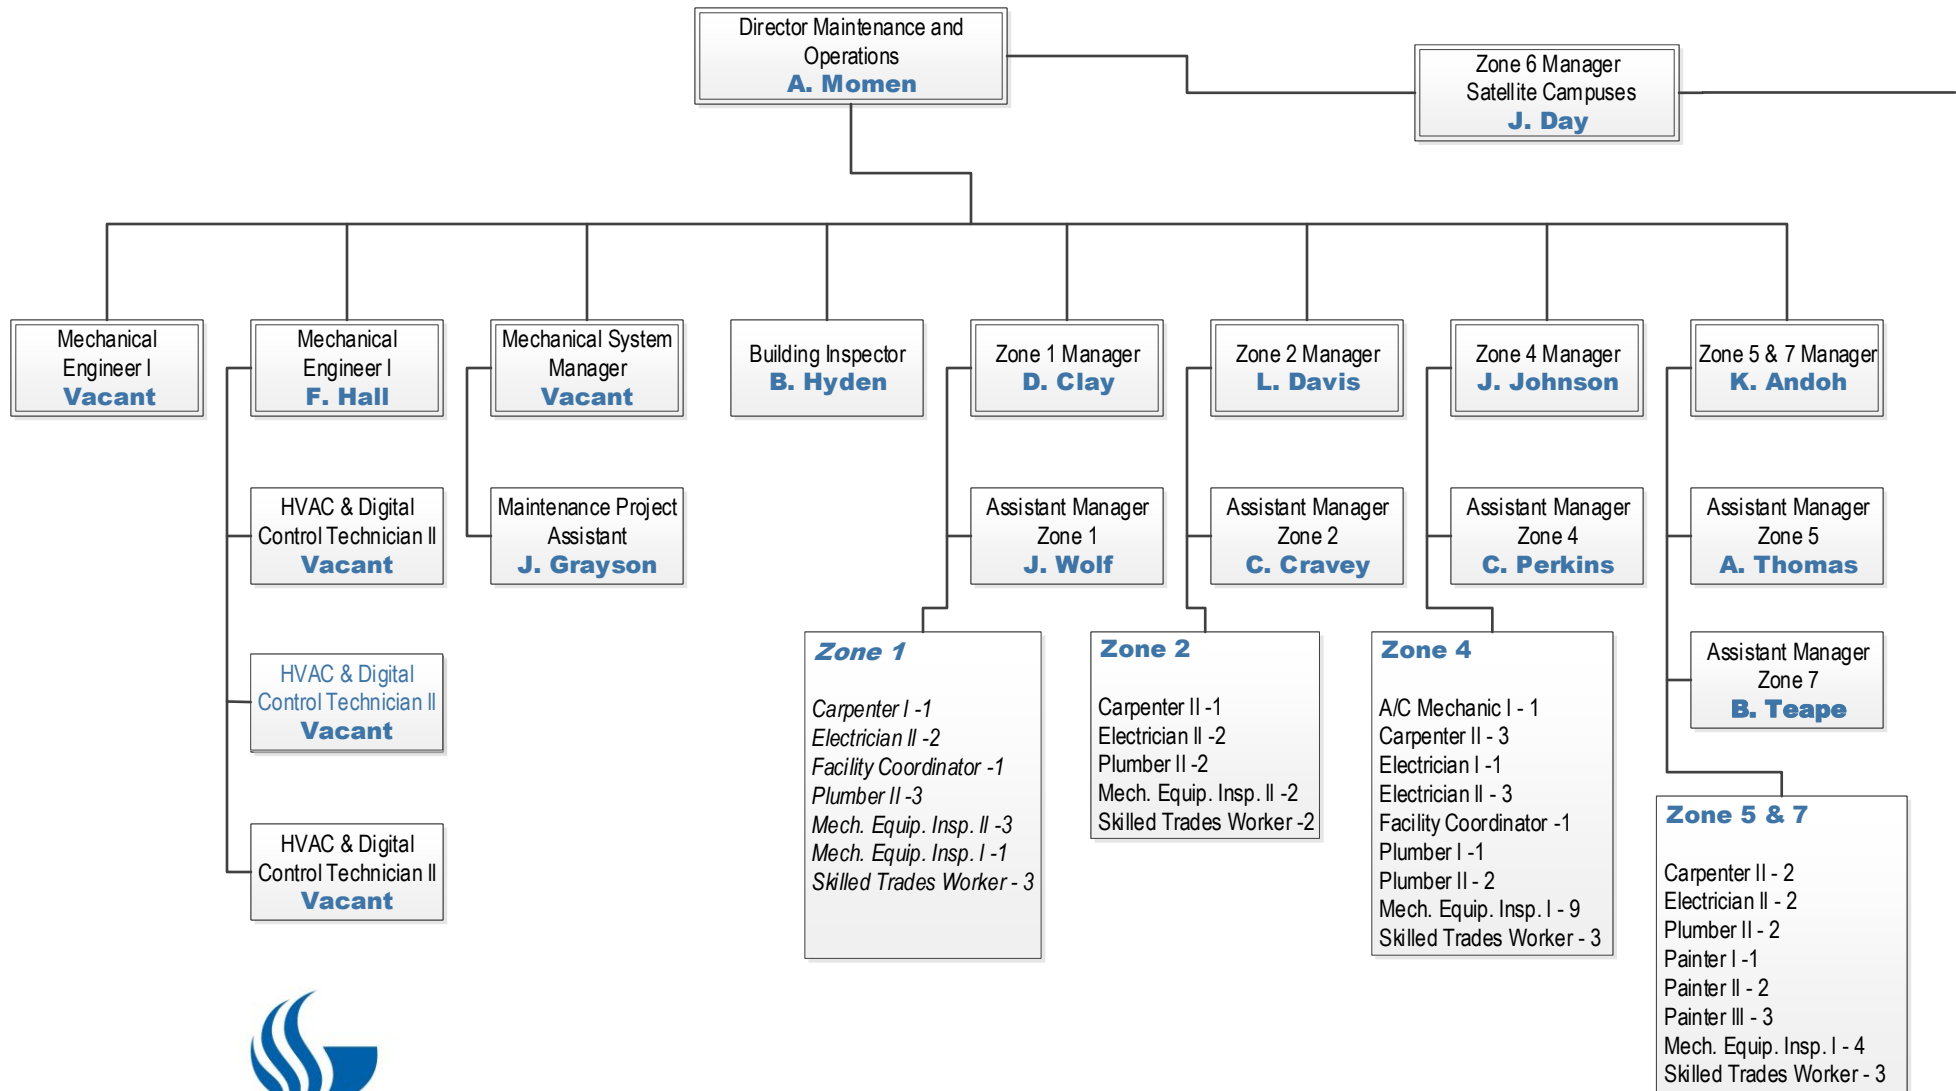 Director Maintenance and
Operations
A. Momen
Zone 6 Manager
Satellite Campuses
J. Day
Mechanical
Engineer I
Vacant
Mechanical
Engineer I
F. Hall
Mechanical System
Manager
Vacant
Building Inspector
B. Hyden
Zone 1 Manager
D. Clay
Zone 2 Manager
L. Davis
Zone 4 Manager
J. Johnson
Zone 5 & 7 Manager
K. Andoh
HVAC & Digital
Control Technician II
Vacant
Maintenance Project
Assistant
J. Grayson
Assistant Manager
Zone 1
J. Wolf
Assistant Manager
Zone 2
C. Cravey
Assistant Manager
Zone 4
C. Perkins
Assistant Manager
Zone 5
A. Thomas
HVAC & Digital
Control Technician II
Vacant
Assistant Manager
Zone 7
B. Teape
HVAC & Digital
Control Technician II
Vacant
Zone 1
Carpenter I -1
Electrician II -2
Facility Coordinator -1
Plumber II -3
Mech. Equip. Insp. II -3
Mech. Equip. Insp. I -1
Skilled Trades Worker - 3
Zone 2
Carpenter II -1
Electrician II -2
Plumber II -2
Mech. Equip. Insp. II -2
Skilled Trades Worker -2
Zone 4
A/C Mechanic I - 1
Carpenter II - 3
Electrician I -1
Electrician II - 3
Facility Coordinator -1
Plumber I -1
Plumber II - 2
Mech. Equip. Insp. I - 9
Skilled Trades Worker - 3
Zone 5 & 7
Carpenter II - 2
Electrician II - 2
Plumber II - 2
Painter I -1
Painter II - 2
Painter III - 3
Mech. Equip. Insp. I - 4
Skilled Trades Worker - 3